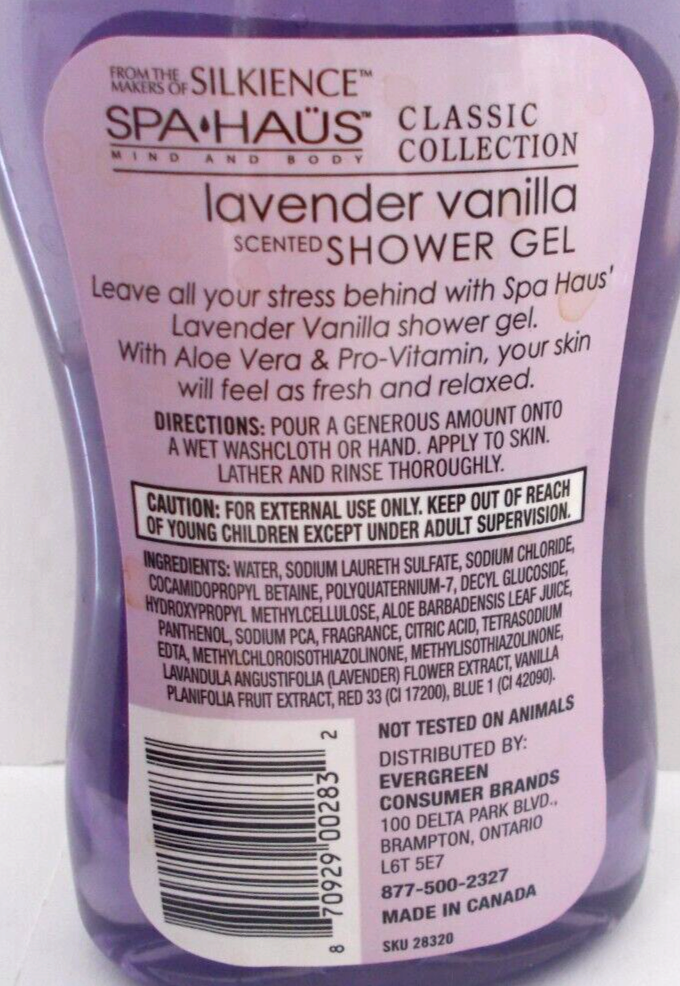 FROM THE MAKERS OF SILKIENCE™
SPA HAÜS™ CLASSIC COLLECTION
MIND AND BODY
lavender vanilla
SCENTED SHOWER GEL
Leave all your stress behind with Spa Haus'
Lavender Vanilla shower gel.
With Aloe Vera & Pro-Vitamin, your skin
will feel as fresh and relaxed.
DIRECTIONS: POUR A GENEROUS AMOUNT ONTO
A WET WASHCLOTH OR HAND. APPLY TO SKIN.
LATHER AND RINSE THOROUGHLY.
CAUTION: FOR EXTERNAL USE ONLY. KEEP OUT OF REACH
OF YOUNG CHILDREN EXCEPT UNDER ADULT SUPERVISION.
INGREDIENTS: WATER, SODIUM LAURETH SULFATE, SODIUM CHLORIDE,
COCAMIDOPROPYL BETAINE, POLYQUATERNIUM-7, DECYL GLUCOSIDE,
HYDROXYPROPYL METHYLCELLULOSE, ALOE BARBADENSIS LEAF JUICE,
PANTHENOL, SODIUM PCA, FRAGRANCE, CITRIC ACID, TETRASODIUM
EDTA, METHYLCHLOROISOTHIAZOLINONE, METHYLISOTHIAZOLINONE,
LAVANDULA ANGUSTIFOLIA (LAVENDER) FLOWER EXTRACT, VANILLA
PLANIFOLIA FRUIT EXTRACT, RED 33 (CI 17200), BLUE 1 (CI 42090).
8 70929 00283 2
NOT TESTED ON ANIMALS
DISTRIBUTED BY:
EVERGREEN
CONSUMER BRANDS
100 DELTA PARK BLVD.,
BRAMPTON, ONTARIO
L6T 5E7
877-500-2327
MADE IN CANADA
SKU 28320